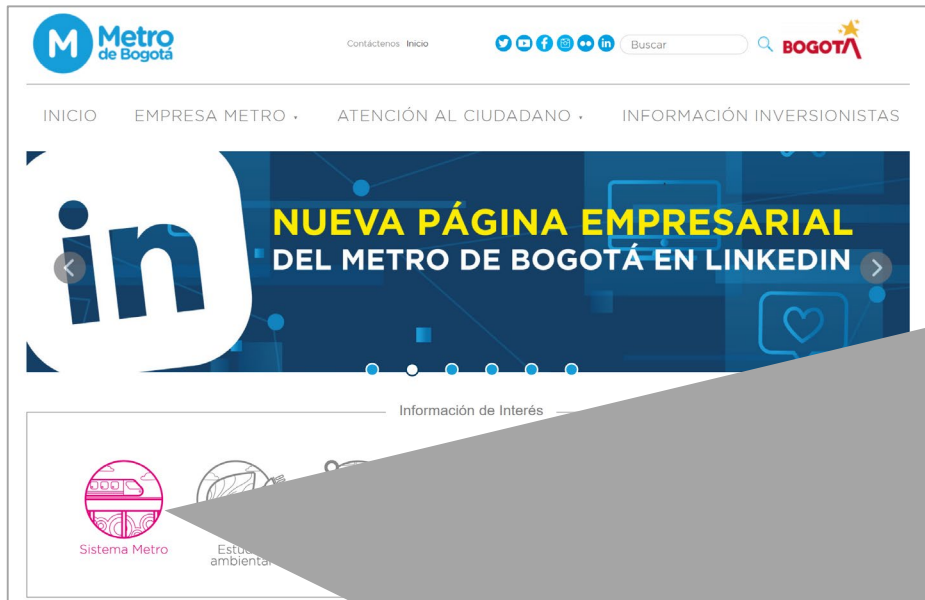 M Metro
de Bogotá
Contáctenos Inicio
Buscar
BOGOTÁ
INICIO EMPRESA METRO ATENCIÓN AL CIUDADANO INFORMACIÓN INVERSIONISTAS
in
NUEVA PÁGINA EMPRESARIAL
DEL METRO DE BOGOTÁ EN LINKEDIN
Información de Interés
Sistema Metro